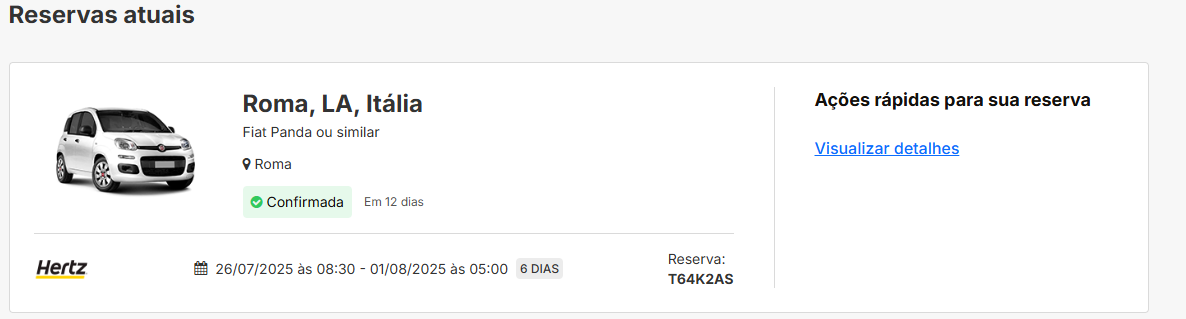 Reservas atuais
Roma, LA, Itália
Fiat Panda ou similar
Roma
Confirmada Em 12 dias
Hertz 26/07/2025 às 08:30 - 01/08/2025 às 05:00 6 DIAS
Reserva:
T64K2AS
Ações rápidas para sua reserva
Visualizar detalhes